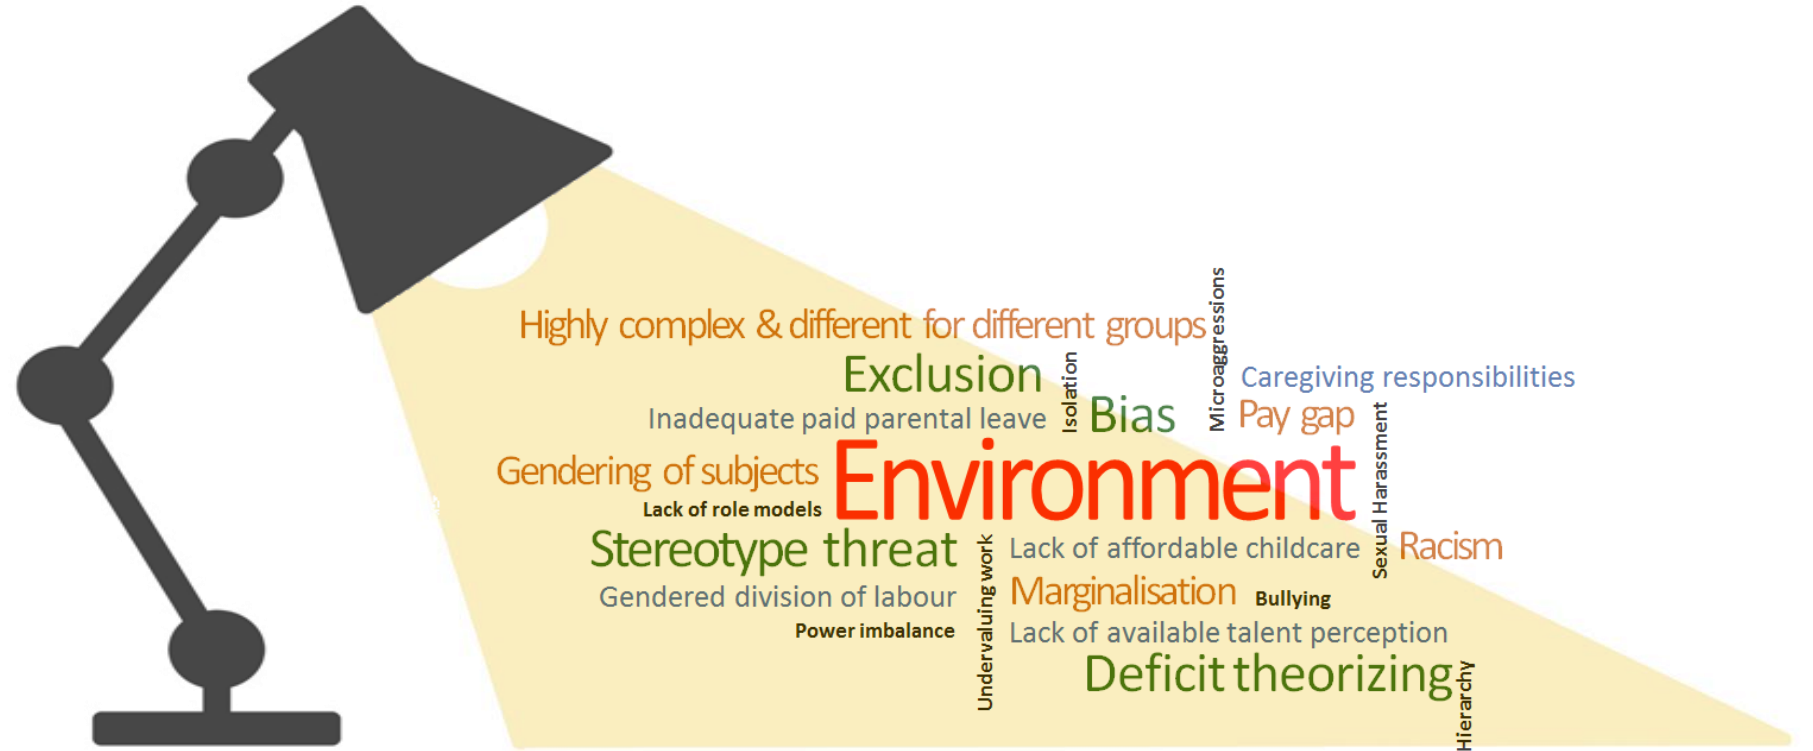 Highly complex & different for different groups
Microaggressions
Exclusion
Isolation
Caregiving responsibilities
Inadequate paid parental leave
Bias
Pay gap
Gendering of subjects
Environment
Sexual Harassment
Lack of role models
Stereotype threat
Undervaluing work
Lack of affordable childcare
Racism
Gendered division of labour
Marginalisation
Bullying
Power imbalance
Lack of available talent perception
Deficit theorizing
Hierarchy